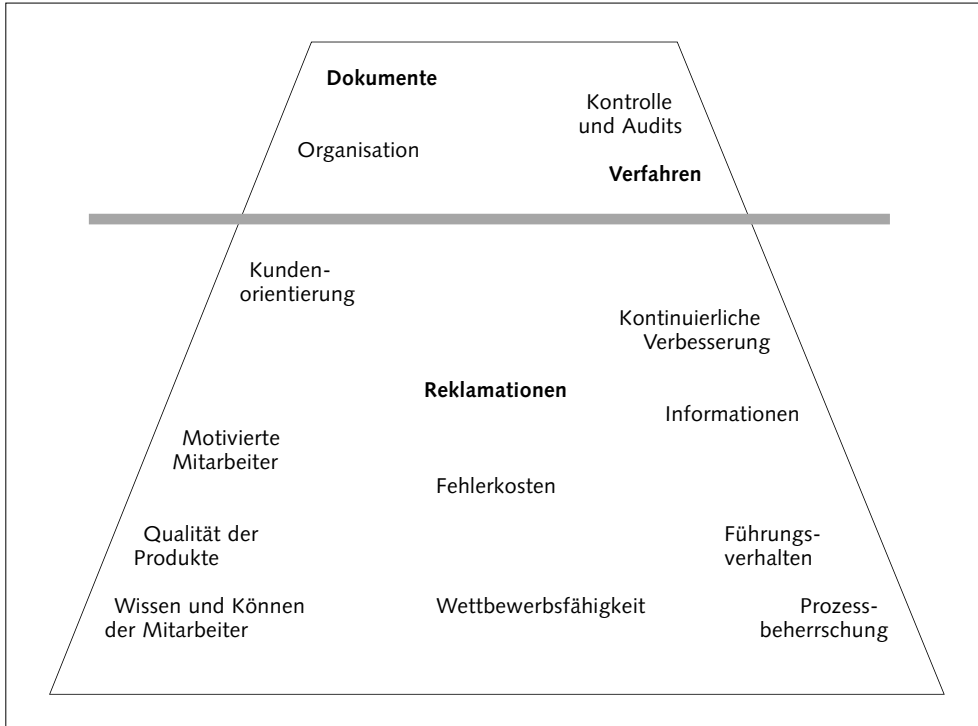 Dokumente
Kontrolle
und Audits
Organisation
Verfahren
Kunden-
orientierung
Kontinuierliche
Verbesserung
Reklamationen
Informationen
Motivierte
Mitarbeiter
Fehlerkosten
Qualität der
Produkte
Führungs-
verhalten
Wissen und Können
der Mitarbeiter
Wettbewerbsfähigkeit
Prozess-
beherrschung